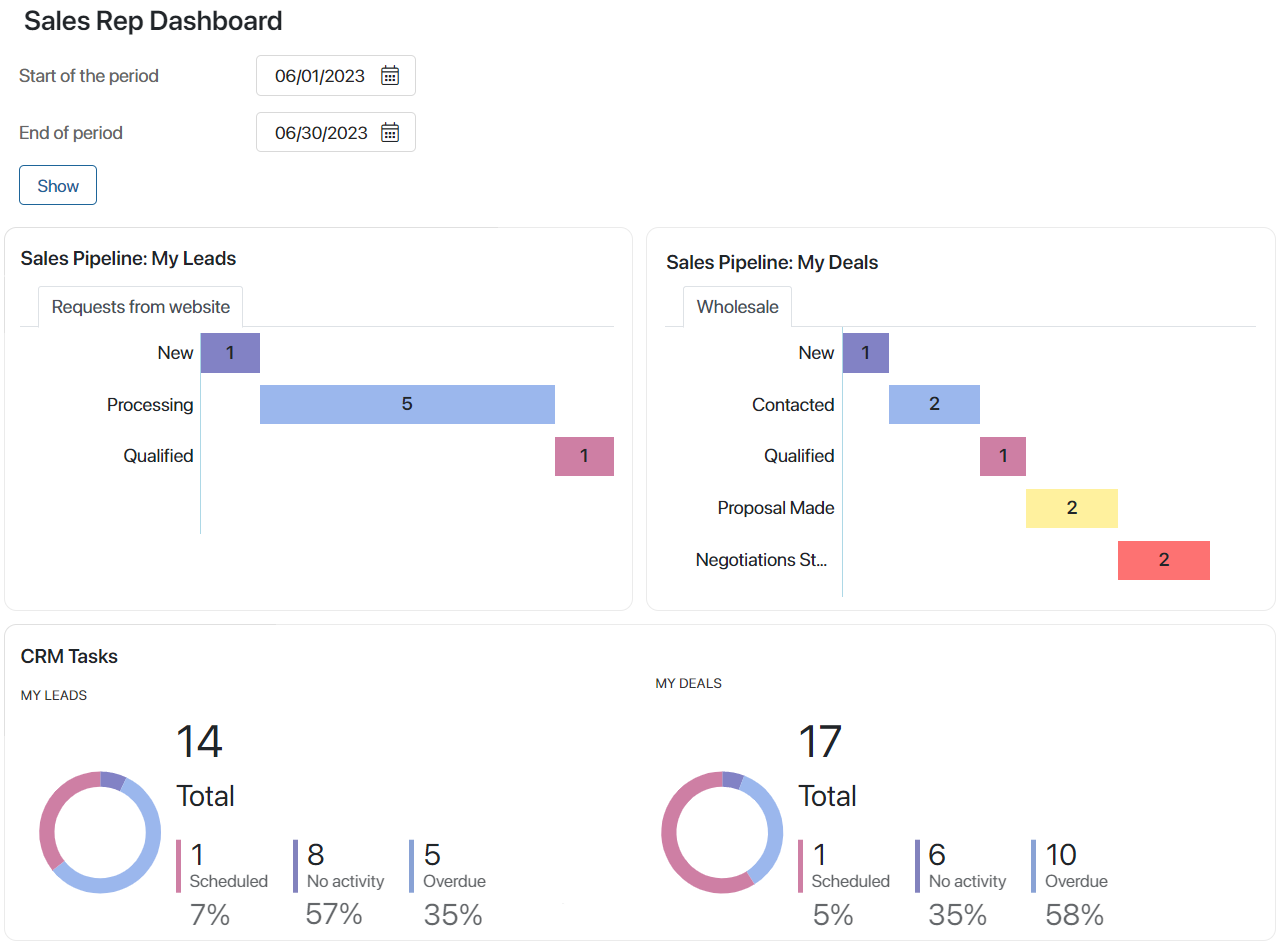 Sales Rep Dashboard
Start of the period 06/01/2023
End of period 06/30/2023
Show
Sales Pipeline: My Leads
Requests from website
New 1
Processing 5
Qualified 1
Sales Pipeline: My Deals
Wholesale
New 1
Contacted 2
Qualified 1
Proposal Made 2
Negotiations St... 2
CRM Tasks
MY LEADS
14
Total
1 8 5
Scheduled No activity Overdue
7% 57% 35%
MY DEALS
17
Total
1 6 10
Scheduled No activity Overdue
5% 35% 58%